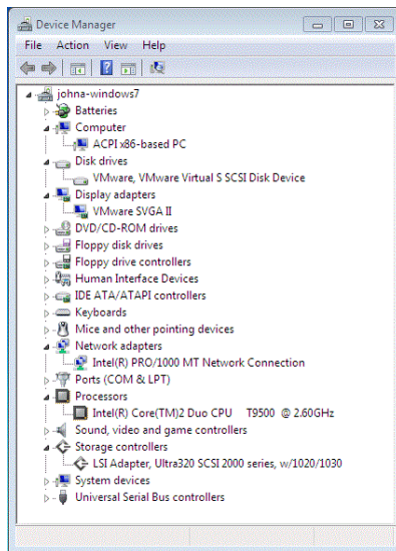 Device Manager
File Action View Help
johna-windows7
Batteries
Computer
ACPI x86-based PC
Disk drives
VMware, VMware Virtual S SCSI Disk Device
Display adapters
VMware SVGA II
DVD/CD-ROM drives
Floppy disk drives
Floppy drive controllers
Human Interface Devices
IDE ATA/ATAPI controllers
Keyboards
Mice and other pointing devices
Network adapters
Intel(R) PRO/1000 MT Network Connection
Ports (COM & LPT)
Processors
Intel(R) Core(TM)2 Duo CPU T9500 @ 2.60GHz
Sound, video and game controllers
Storage controllers
LSI Adapter, Ultra320 SCSI 2000 series, w/1020/1030
System devices
Universal Serial Bus controllers